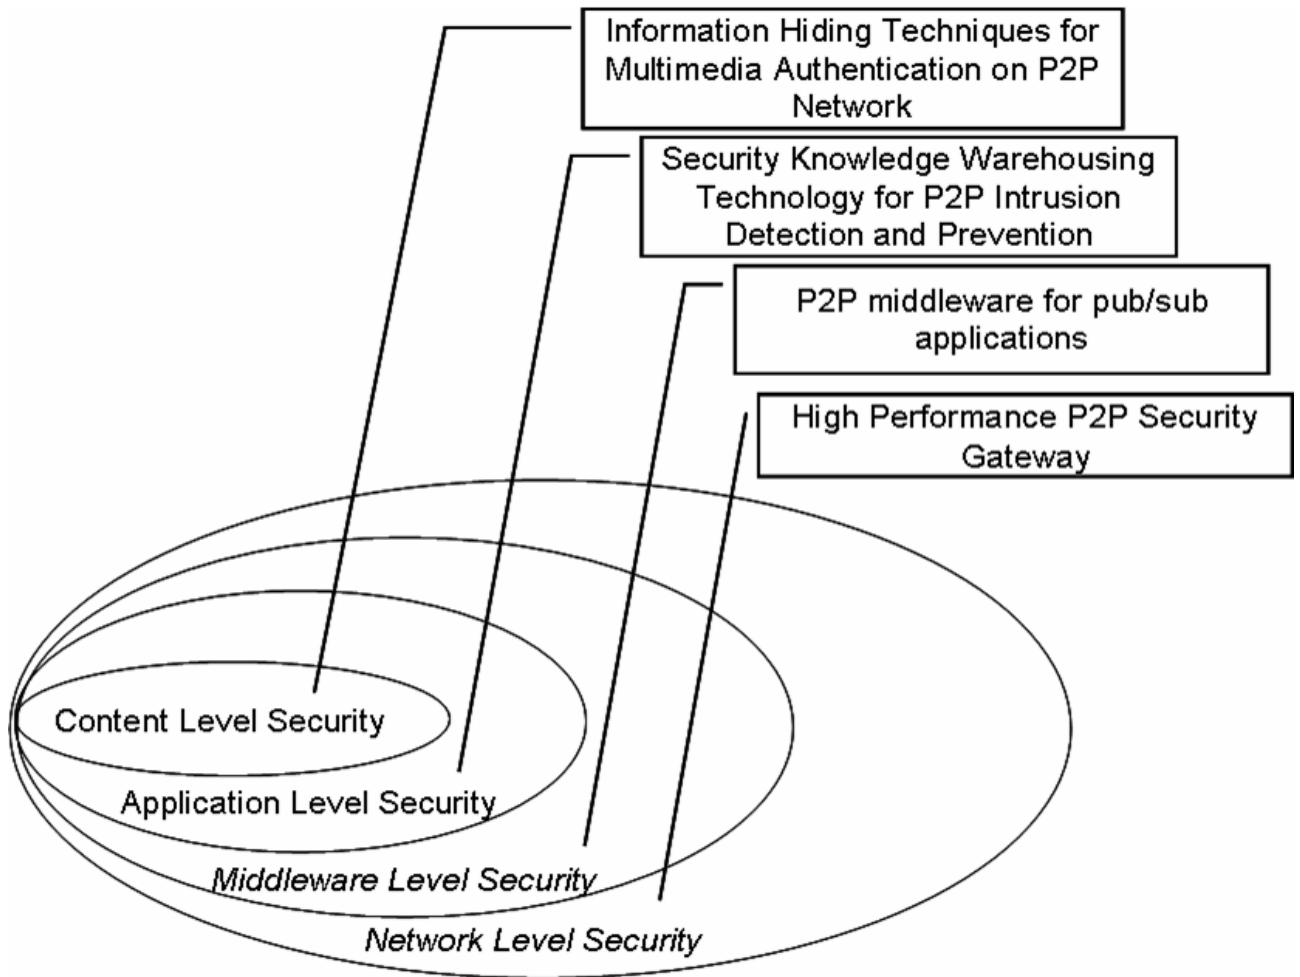 Information Hiding Techniques for
Multimedia Authentication on P2P
Network
Security Knowledge Warehousing
Technology for P2P Intrusion
Detection and Prevention
P2P middleware for pub/sub
applications
High Performance P2P Security
Gateway
Content Level Security
Application Level Security
Middleware Level Security
Network Level Security